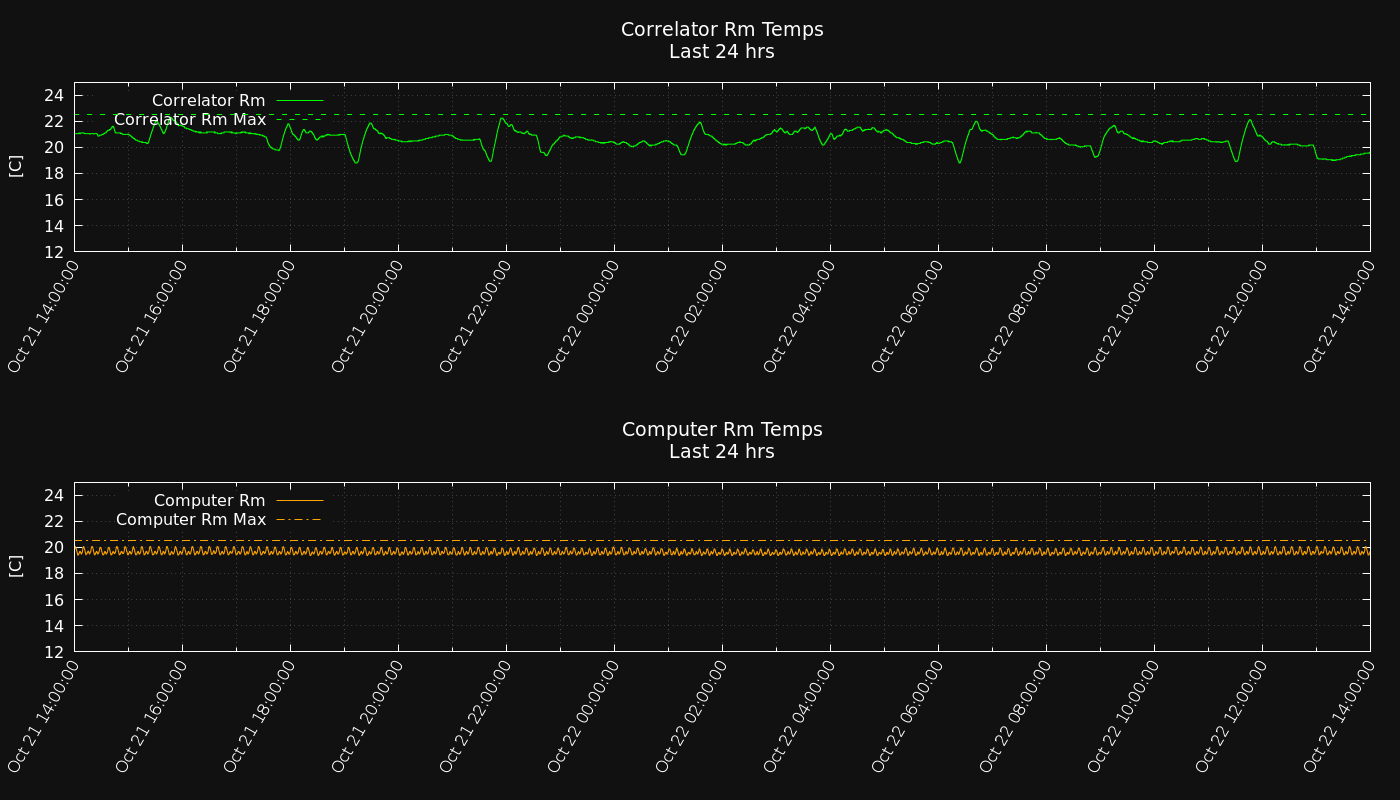 Correlator Rm Temps
Last 24 hrs
24
22
20
18
16
14
12
[C]
Correlator Rm
Correlator Rm Max
Oct 21 14:00:00
Oct 21 16:00:00
Oct 21 18:00:00
Oct 21 20:00:00
Oct 21 22:00:00
Oct 22 00:00:00
Oct 22 02:00:00
Oct 22 04:00:00
Oct 22 06:00:00
Oct 22 08:00:00
Oct 22 10:00:00
Oct 22 12:00:00
Oct 22 14:00:00
Computer Rm Temps
Last 24 hrs
24
22
20
18
16
14
12
[C]
Computer Rm
Computer Rm Max
Oct 21 14:00:00
Oct 21 16:00:00
Oct 21 18:00:00
Oct 21 20:00:00
Oct 21 22:00:00
Oct 22 00:00:00
Oct 22 02:00:00
Oct 22 04:00:00
Oct 22 06:00:00
Oct 22 08:00:00
Oct 22 10:00:00
Oct 22 12:00:00
Oct 22 14:00:00